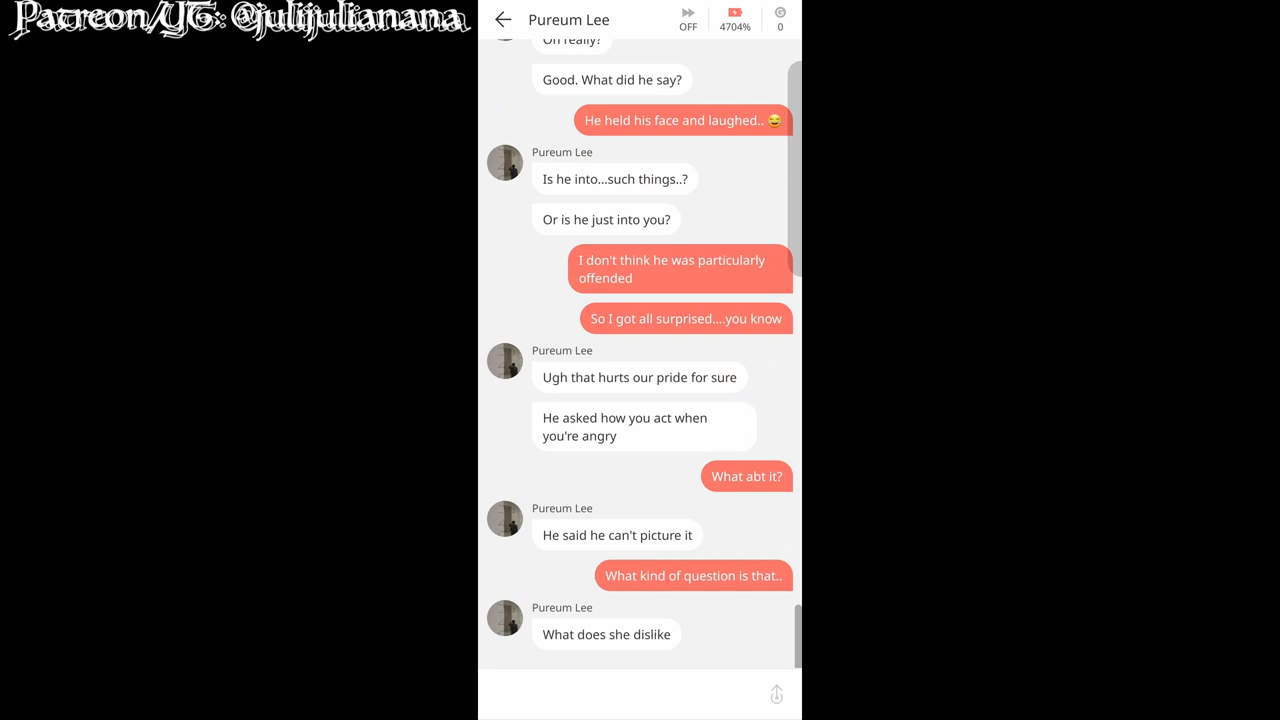 Patreon/YG: @julijulianana
Pureum Lee
OFF
4704%
0
Oh really?
Good. What did he say?
He held his face and laughed.. 😂
Pureum Lee
Is he into...such things..?
Or is he just into you?
I don't think he was particularly
offended
So I got all surprised....you know
Pureum Lee
Ugh that hurts our pride for sure
He asked how you act when
you're angry
What abt it?
Pureum Lee
He said he can't picture it
What kind of question is that..
Pureum Lee
What does she dislike